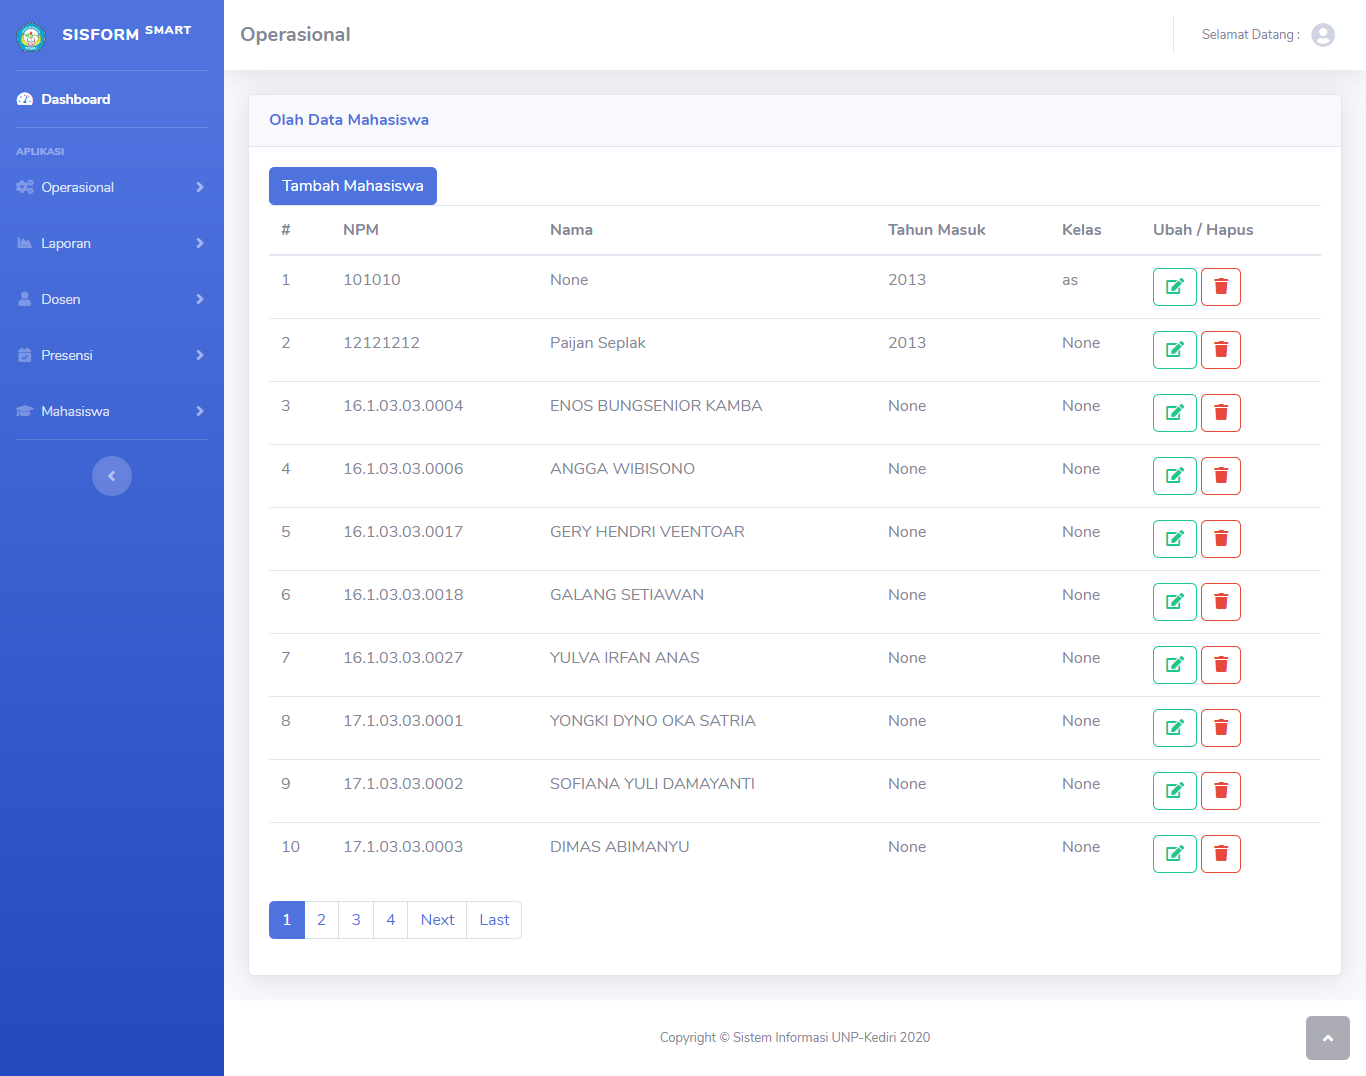 SISFORM SMART
Operasional
Selamat Datang :
Dashboard
APLIKASI
Operasional
Laporan
Dosen
Presensi
Mahasiswa
Olah Data Mahasiswa
Tambah Mahasiswa
# NPM Nama Tahun Masuk Kelas Ubah / Hapus
1 101010 None 2013 as
2 12121212 Paijan Seplak 2013 None
3 16.1.03.03.0004 ENOS BUNGSENIOR KAMBA None None
4 16.1.03.03.0006 ANGGA WIBISONO None None
5 16.1.03.03.0017 GERY HENDRI VEENTOAR None None
6 16.1.03.03.0018 GALANG SETIAWAN None None
7 16.1.03.03.0027 YULVA IRFAN ANAS None None
8 17.1.03.03.0001 YONGKI DYNO OKA SATRIA None None
9 17.1.03.03.0002 SOFIANA YULI DAMAYANTI None None
10 17.1.03.03.0003 DIMAS ABIMANYU None None
1 2 3 4 Next Last
Copyright © Sistem Informasi UNP-Kediri 2020